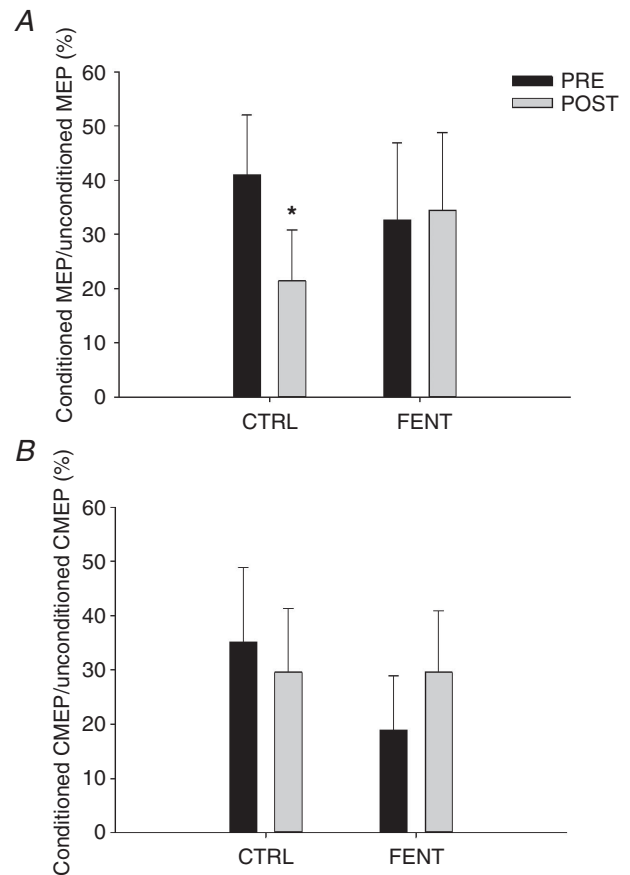 A
Conditioned MEP/unconditioned MEP (%)
60
50
40
30
20
10
0
*
CTRL
FENT
PRE
POST
B
Conditioned CMEP/unconditioned CMEP (%)
60
50
40
30
20
10
0
CTRL
FENT